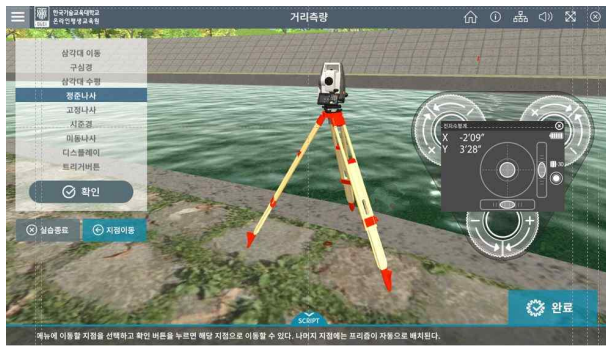 한국기술교육대학교
온라인평생교육원
거리측량
삼각대 이동
구심경
삼각대 수평
정준나사
고정나사
시준경
미동나사
디스플레이
트리거버튼
확인
실습종료
지점이동
전자수평계
X -2'09"
Y 3'28"
SCRIPT
완료
메뉴에 이동할 지점을 선택하고 확인 버튼을 누르면 해당 지점으로 이동할 수 있다. 나머지 지점에는 프리즘이 자동으로 배치된다.